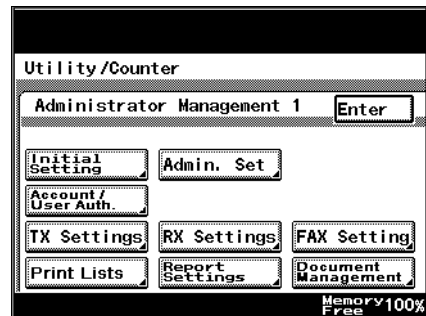 Utility/Counter
Administrator Management 1 Enter
Initial
Setting
Admin. Set
Account/
User Auth.
TX Settings RX Settings FAX Setting
Print Lists
Report
Settings
Document
Management
Memory
Free 100%